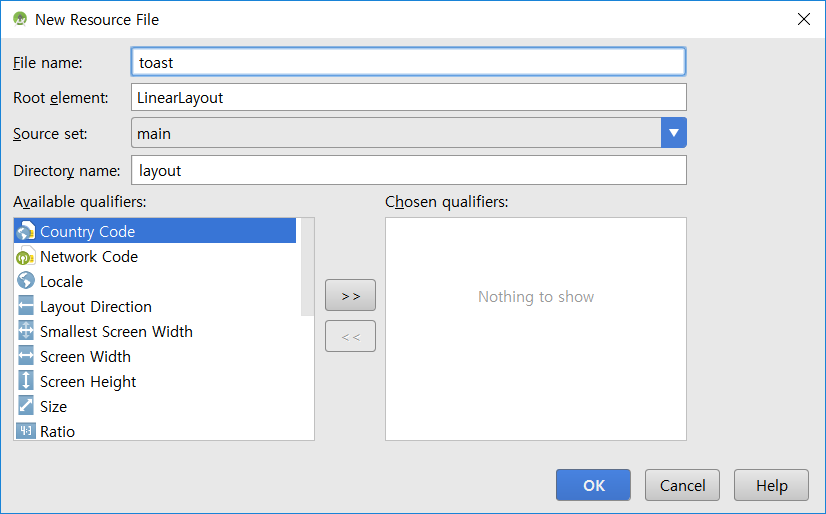 New Resource File
File name: toast
Root element: LinearLayout
Source set: main
Directory name: layout
Available qualifiers:
Chosen qualifiers:
Country Code
Network Code
Locale
Layout Direction
Smallest Screen Width
Screen Width
Screen Height
Size
4:3 Ratio
>>
<<
Nothing to show
OK Cancel Help